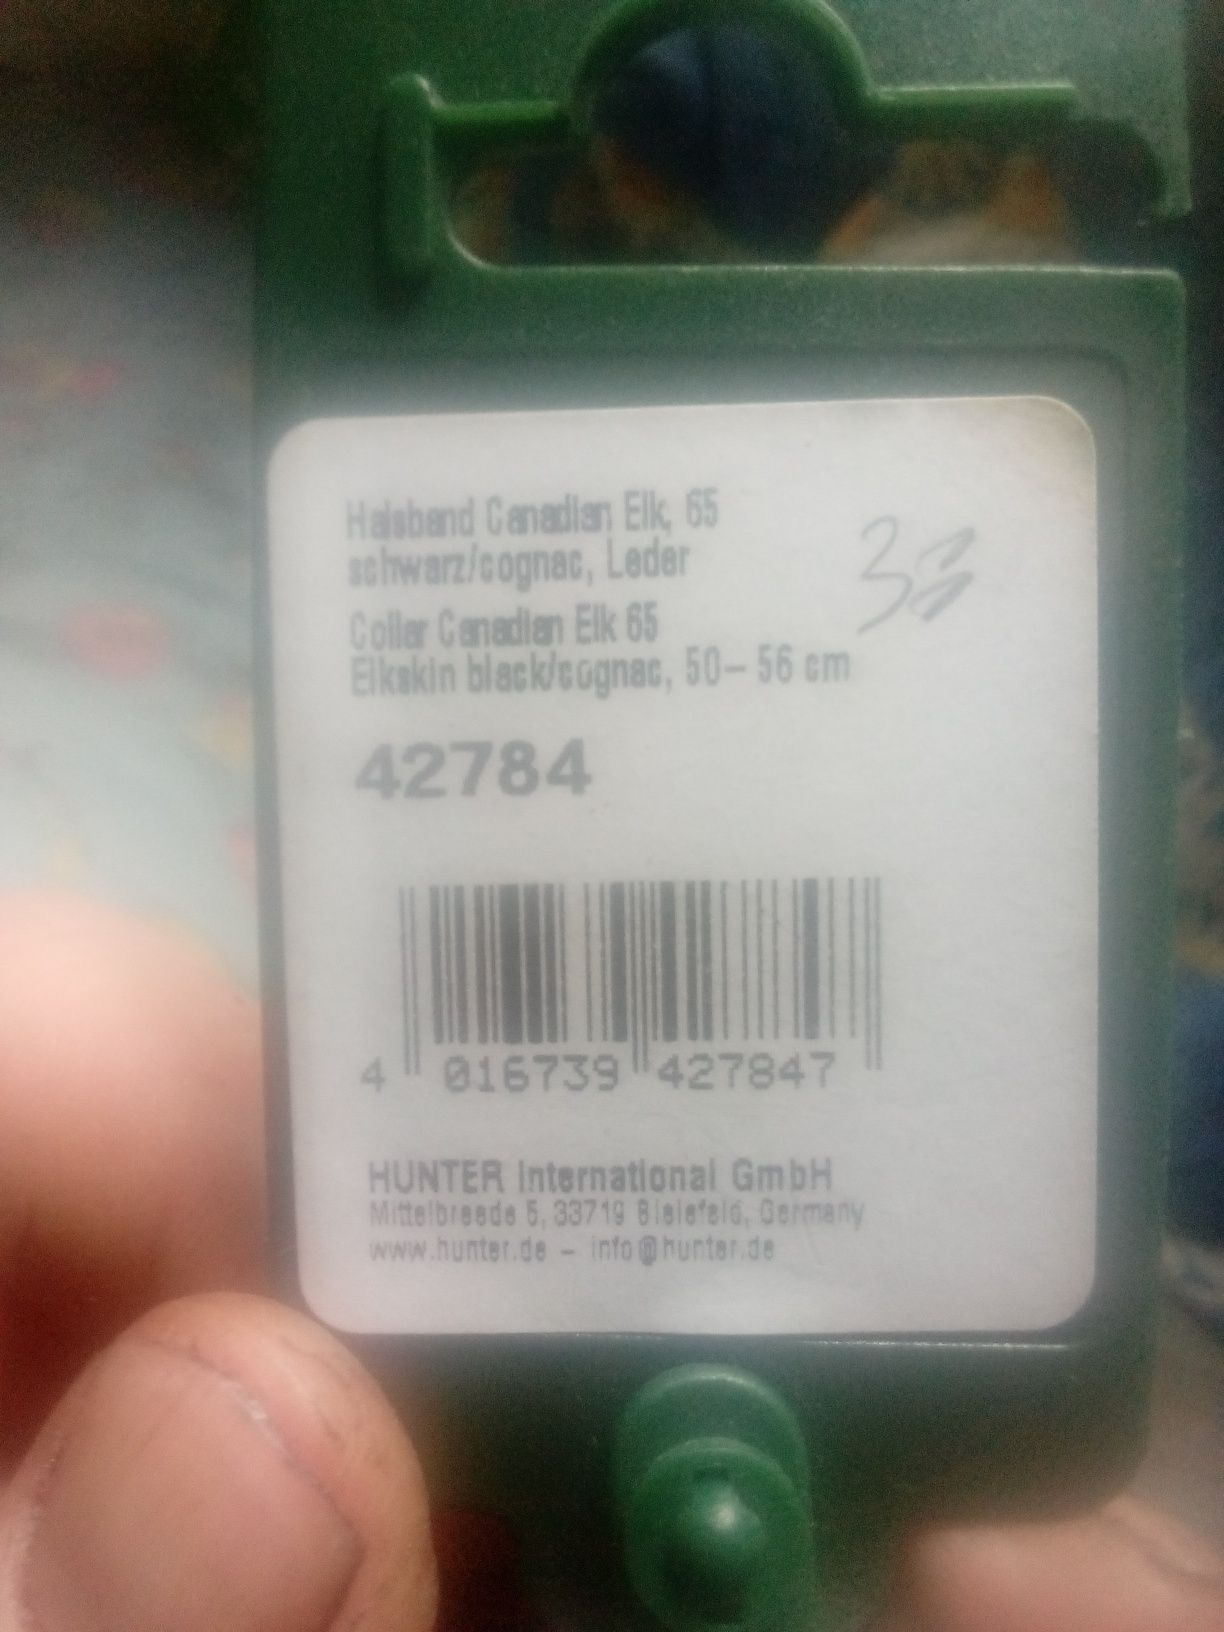 Halsband Canadian Elk, 65
schwarz/cognac, Leder
Collar Canadian Elk 65
Elkskin black/cognac, 50– 56 cm
42784
4 016739 427847
HUNTER International GmbH
Mittelbreede 5, 33719 Bielefeld, Germany
www.hunter.de – info@hunter.de